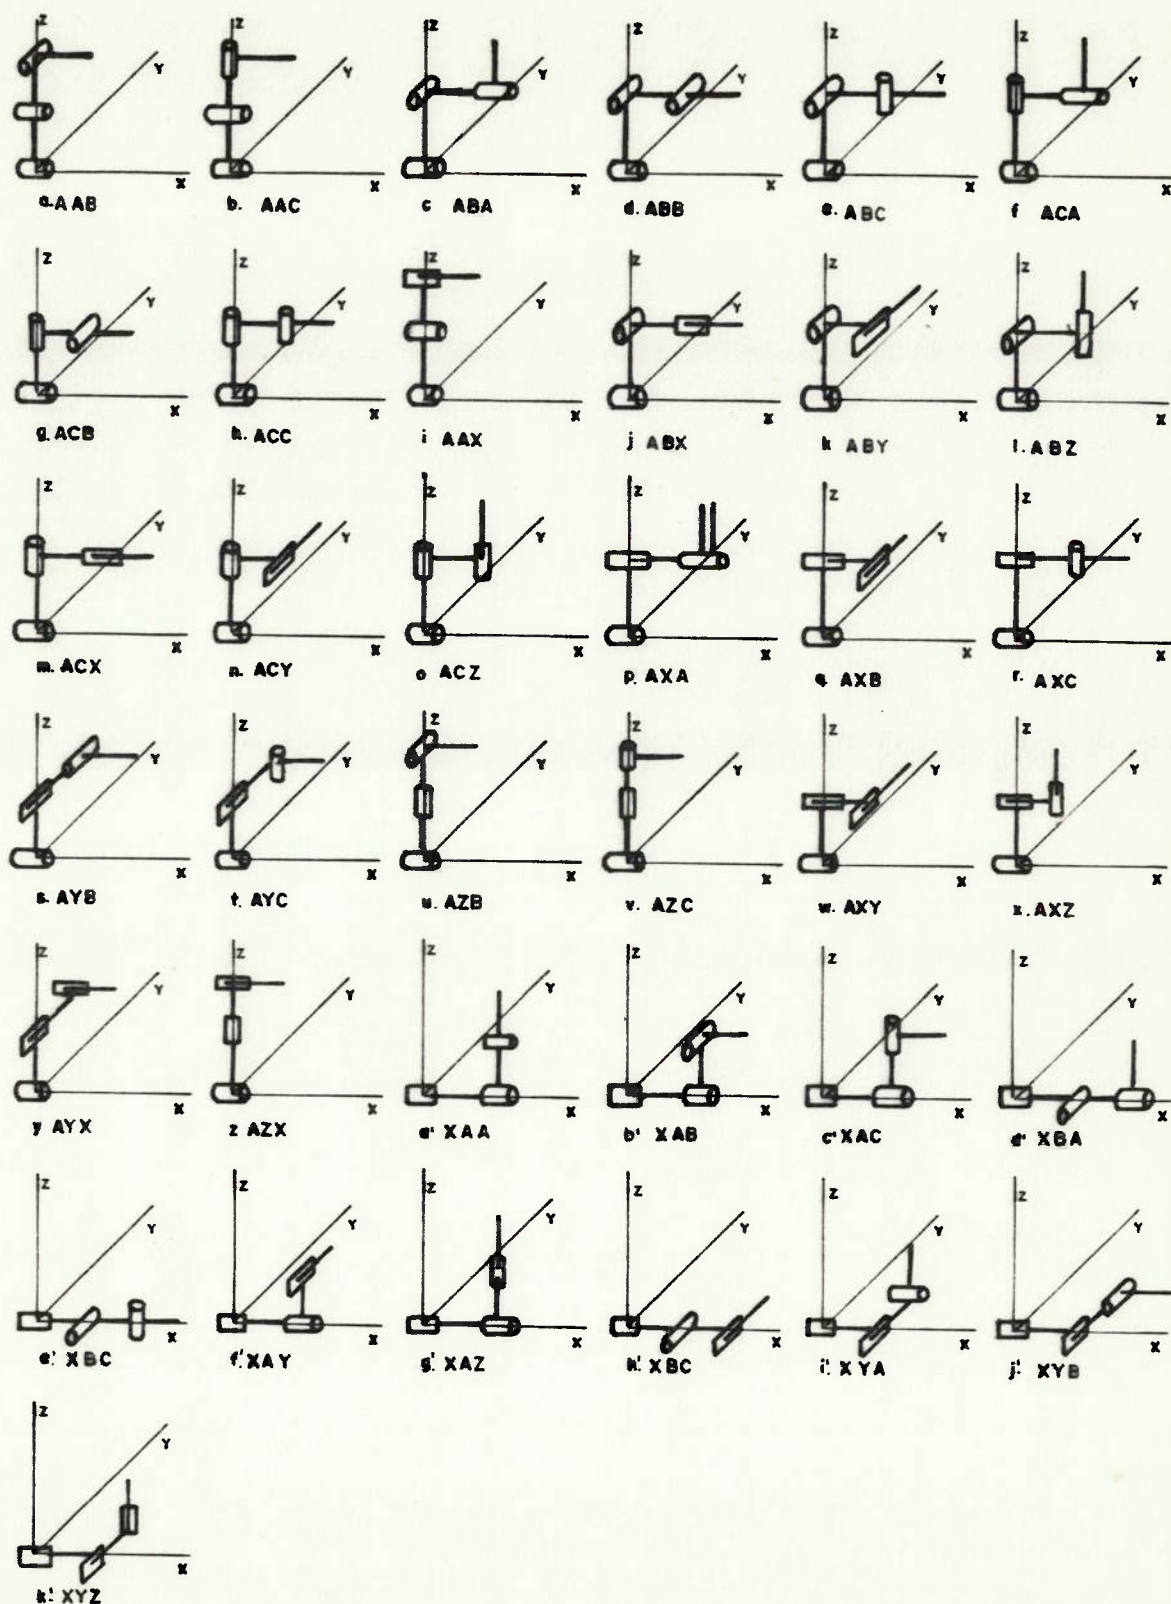 Z Z Z Z Z Z
Y Y Y Y Y Y
X X X X X X
a. AAB b. AAC c ABA d. ABB e. ABC f ACA
Z Z Z Z Z Z
Y Y Y Y Y Y
X X X X X X
g. ACB h. ACC i AAX j ABX k ABY l. ABZ
Z Z Z Z Z Z
Y Y Y Y Y Y
X X X X X X
m. ACX n. ACY o ACZ p. AXA q AXB r. AXC
Z Z Z Z Z Z
Y Y Y Y Y Y
X X X X X X
s. AYB t. AYC u. AZB v. AZC w. AXY x. AXZ
Z Z Z Z Z Z
Y Y Y Y Y Y
X X X X X X
y AYX z AZX a' XAA b' XAB c' XAC d' XBA
Z Z Z Z Z Z
Y Y Y Y Y Y
X X X X X X
e'. XBC f'. XAY g'. XAZ h'. XBC i'. XYA j'. XYB
Z
Y
X
k'. XYZ